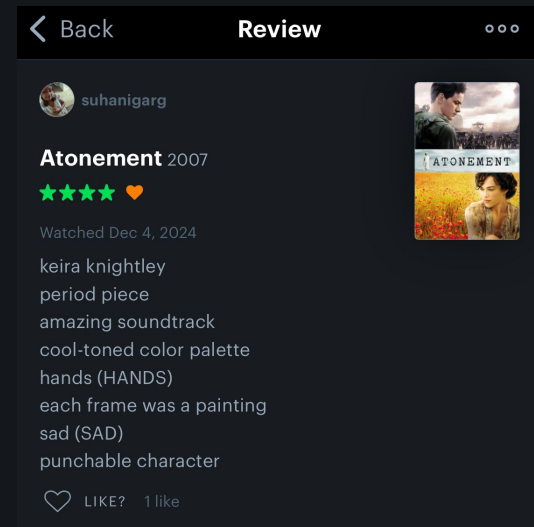 Back
Review
suhanigarg
Atonement 2007
Watched Dec 4, 2024
ATONEMENT
keira knightley
period piece
amazing soundtrack
cool-toned color palette
hands (HANDS)
each frame was a painting
sad (SAD)
punchable character
LIKE? 1 like